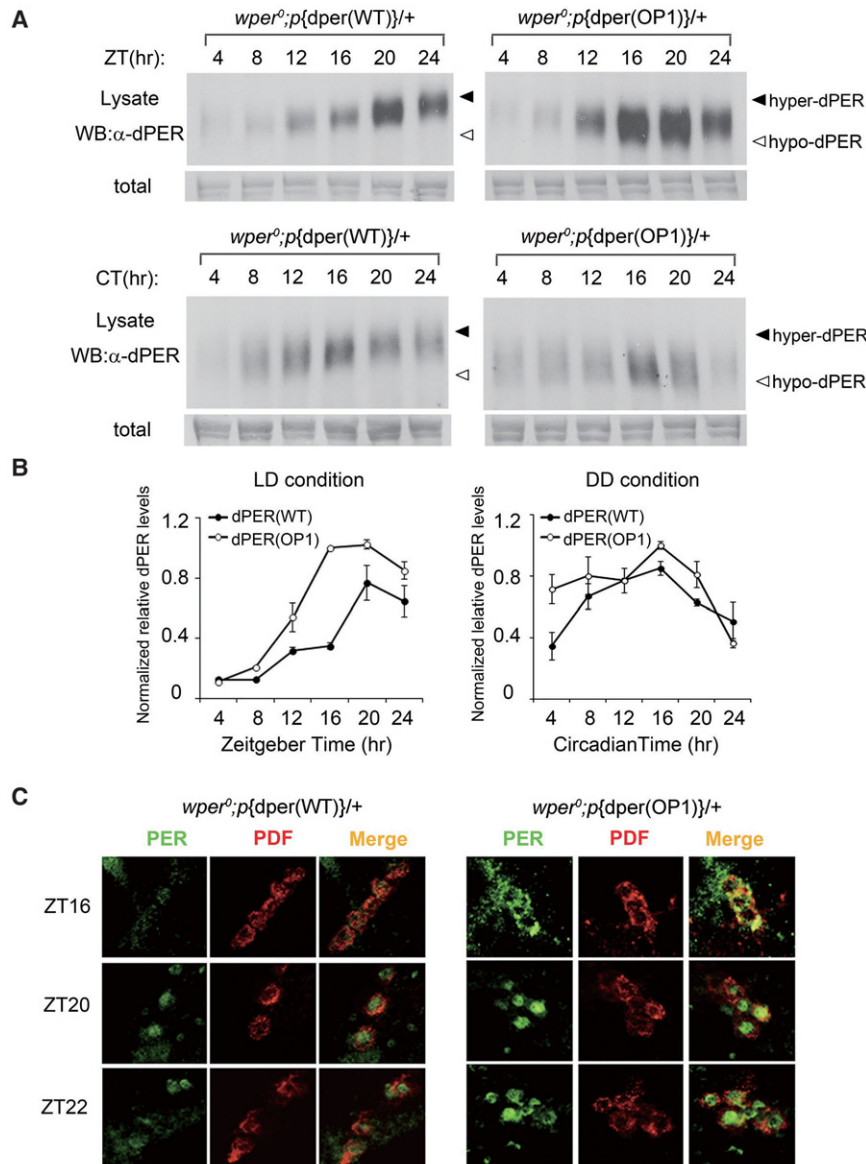 A
wper⁰;p{dper(WT)}/+ wper⁰;p{dper(OP1)}/+
ZT(hr): 4 8 12 16 20 24 4 8 12 16 20 24
Lysate
WB:α-dPER
◀ ◀hyper-dPER
◁ ◁hypo-dPER
total
wper⁰;p{dper(WT)}/+ wper⁰;p{dper(OP1)}/+
CT(hr): 4 8 12 16 20 24 4 8 12 16 20 24
Lysate
WB:α-dPER
◀ ◀hyper-dPER
◁ ◁hypo-dPER
total
B
LD condition
Normalized relative dPER levels
1.2
0.8
0.4
0
dPER(WT)
dPER(OP1)
4 8 12 16 20 24
Zeitgeber Time (hr)
DD condition
Normalized lelative dPER levels
1.2
0.8
0.4
0
dPER(WT)
dPER(OP1)
4 8 12 16 20 24
CircadianTime (hr)
C
wper⁰;p{dper(WT)}/+ wper⁰;p{dper(OP1)}/+
PER PDF Merge PER PDF Merge
ZT16
ZT20
ZT22